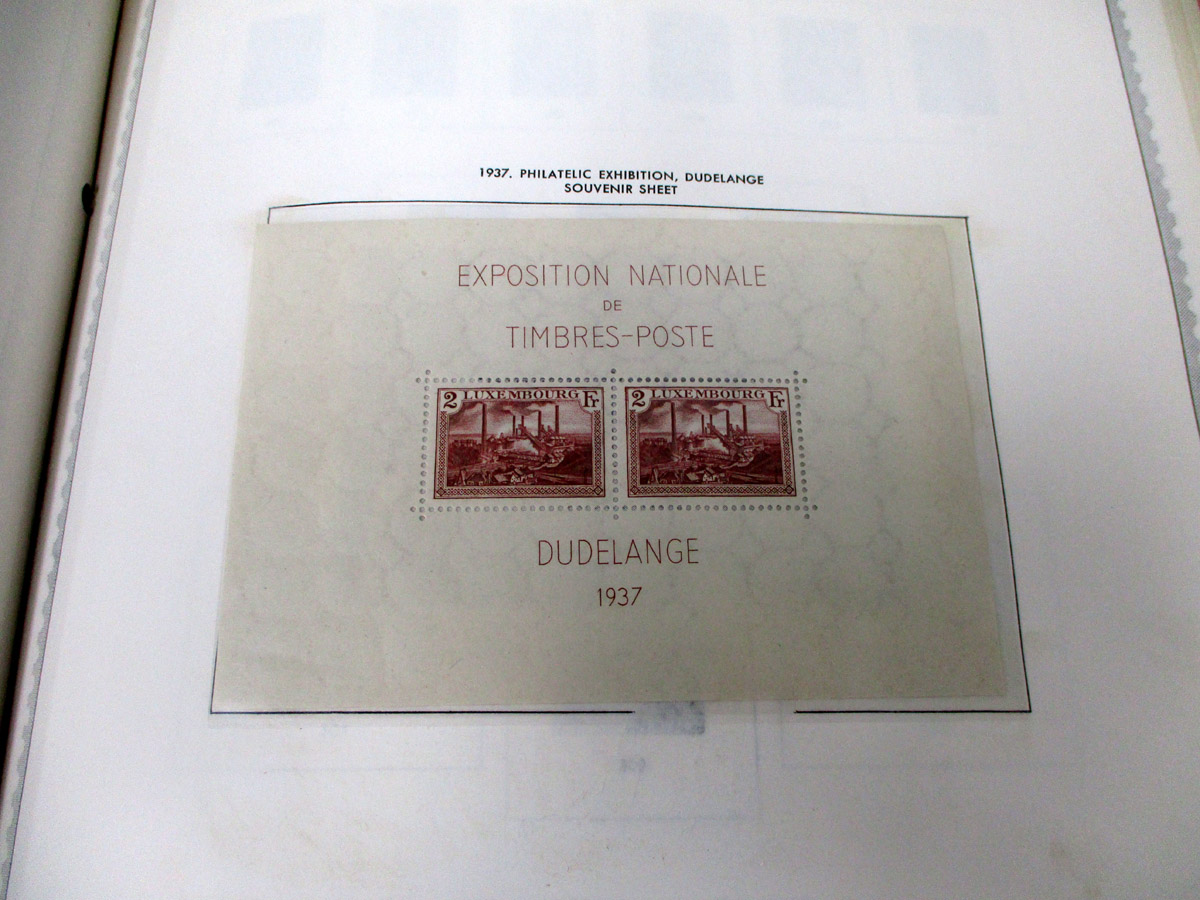 1937. PHILATELIC EXHIBITION, DUDELANGE
SOUVENIR SHEET
EXPOSITION NATIONALE
DE
TIMBRES-POSTE
2 LUXEMBOURG Fr
2 LUXEMBOURG Fr
DUDELANGE
1937